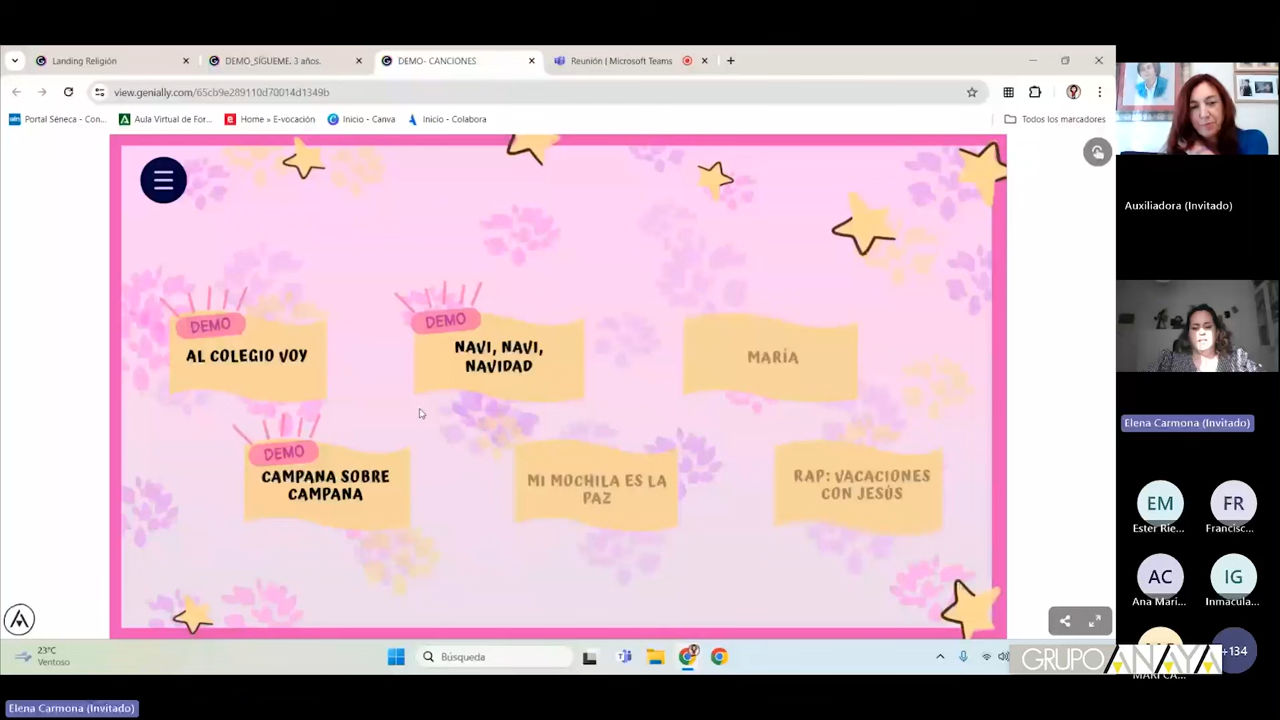 Landing Religión
DEMO_SÍGUEME. 3 años.
DEMO- CANCIONES
Reunión | Microsoft Teams
view.genially.com/65cb9e289110d70014d1349b
Portal Séneca - Con...
Aula Virtual de For...
Home » E-vocación
Inicio - Canva
Inicio - Colabora
Todos los marcadores
DEMO
AL COLEGIO VOY
DEMO
NAVI, NAVI,
NAVIDAD
MARÍA
DEMO
CAMPANA SOBRE
CAMPANA
MI MOCHILA ES LA
PAZ
RAP: VACACIONES
CON JESÚS
Auxiliadora (Invitado)
Elena Carmona (Invitado)
EM
Ester Rie...
FR
Francisc...
AC
Ana Mari...
IG
Inmacula...
+134
23°C
Ventoso
Búsqueda
GRUPO ANAYA
Elena Carmona (Invitado)